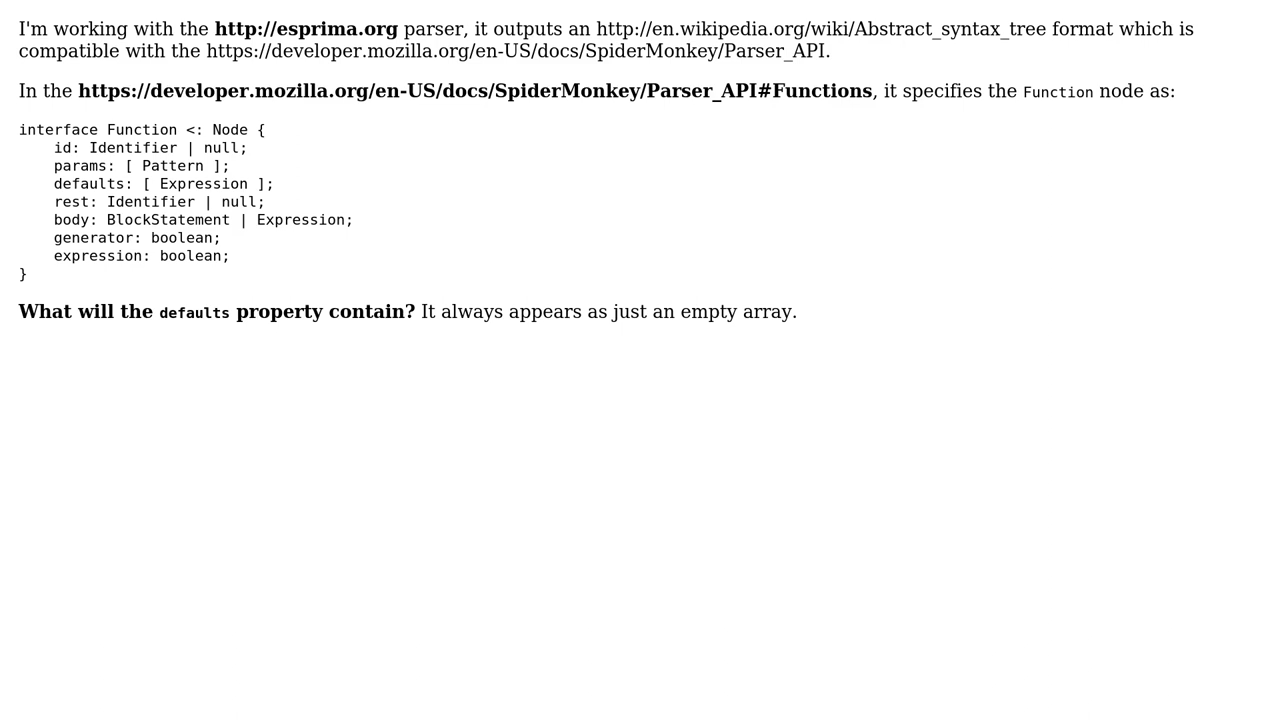 I'm working with the http://esprima.org parser, it outputs an http://en.wikipedia.org/wiki/Abstract_syntax_tree format which is
compatible with the https://developer.mozilla.org/en-US/docs/SpiderMonkey/Parser_API.
In the https://developer.mozilla.org/en-US/docs/SpiderMonkey/Parser_API#Functions, it specifies the Function node as:
interface Function <: Node {
    id: Identifier | null;
    params: [ Pattern ];
    defaults: [ Expression ];
    rest: Identifier | null;
    body: BlockStatement | Expression;
    generator: boolean;
    expression: boolean;
}
What will the defaults property contain? It always appears as just an empty array.